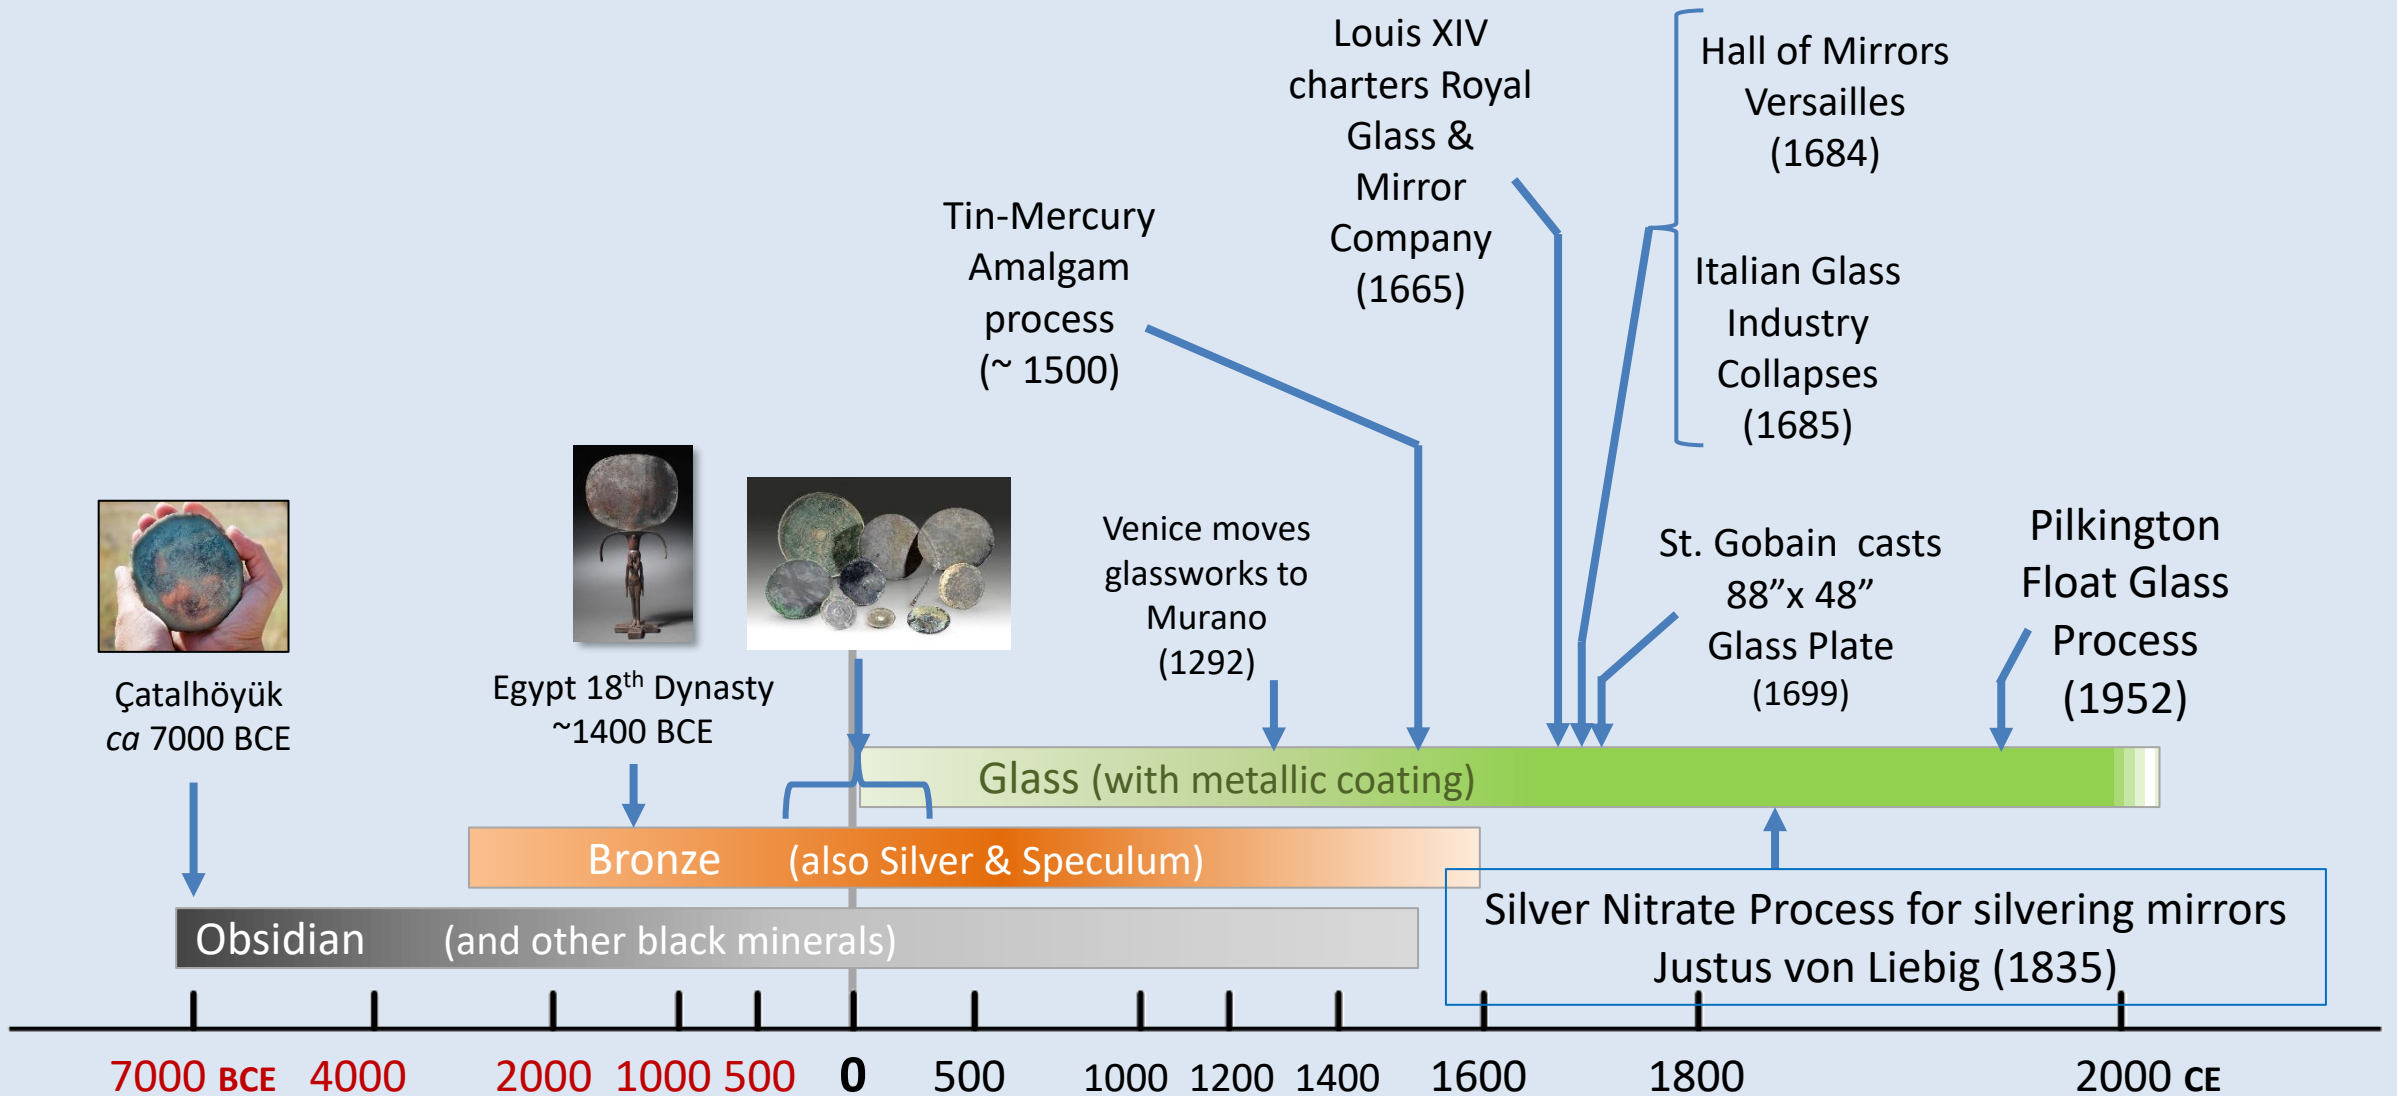 Louis XIV
charters Royal
Glass &
Mirror
Company
(1665)
Hall of Mirrors
Versailles
(1684)
Tin-Mercury
Amalgam
process
(~ 1500)
Italian Glass
Industry
Collapses
(1685)
Çatalhöyük
ca 7000 BCE
Egypt 18th Dynasty
~1400 BCE
Venice moves
glassworks to
Murano
(1292)
St. Gobain  casts
88”x 48”
Glass Plate
(1699)
Pilkington
Float Glass
Process
(1952)
Glass (with metallic coating)
Bronze (also Silver & Speculum)
Obsidian (and other black minerals)
Silver Nitrate Process for silvering mirrors
Justus von Liebig (1835)
7000 BCE 4000 2000 1000 500 0 500 1000 1200 1400 1600 1800 2000 CE